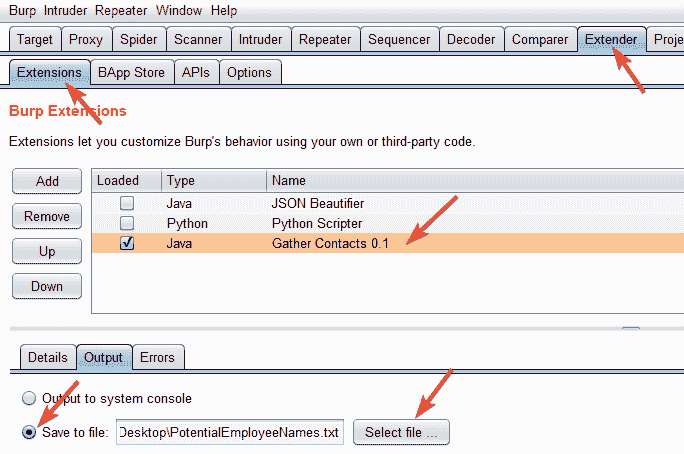 Burp Intruder Repeater Window Help
Target Proxy Spider Scanner Intruder Repeater Sequencer Decoder Comparer Extender Proje
Extensions BApp Store APIs Options
Burp Extensions
Extensions let you customize Burp's behavior using your own or third-party code.
Add
Remove
Up
Down
Loaded Type Name
Java JSON Beautifier
Python Python Scripter
Java Gather Contacts 0.1
Details Output Errors
Output to system console
Save to file: Desktop\PotentialEmployeeNames.txt Select file ...